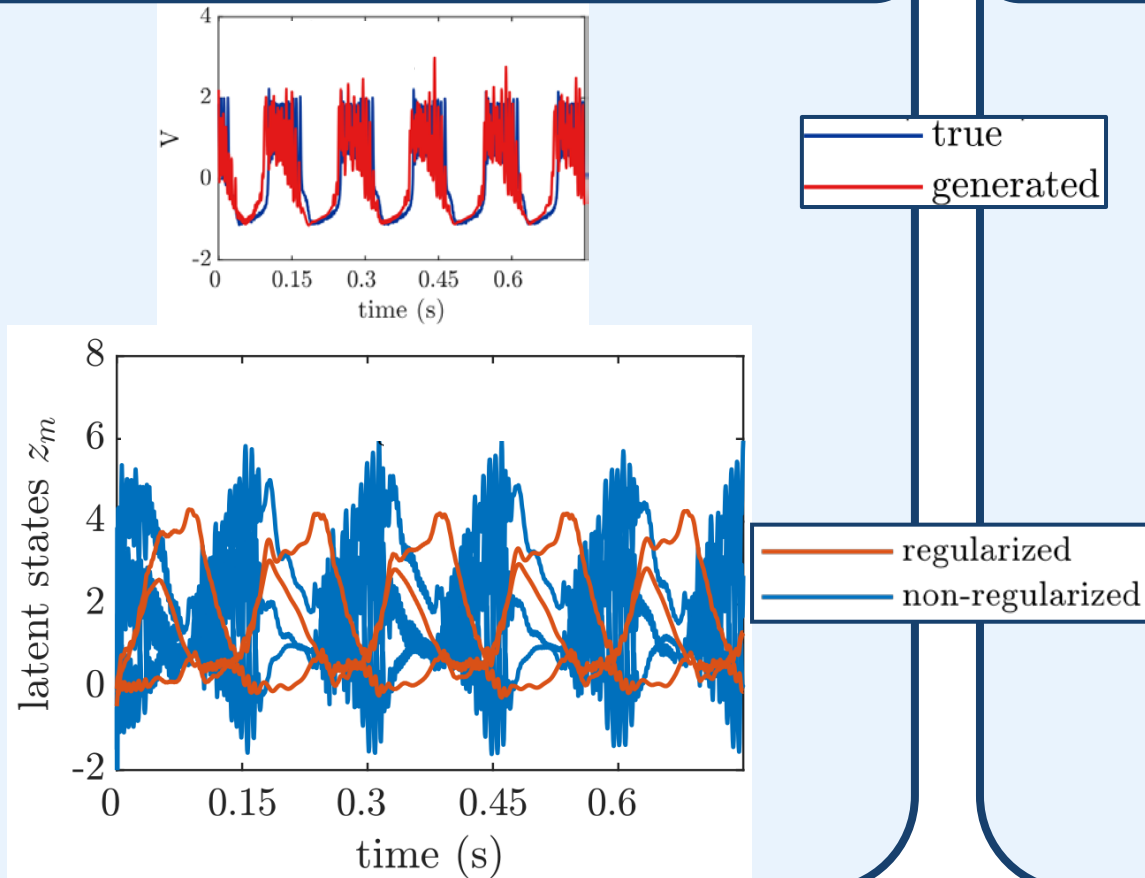 4
2
0
-2
V
0 0.15 0.3 0.45 0.6
time (s)
true
generated
8
6
4
2
0
-2
latent states z_m
0 0.15 0.3 0.45 0.6
time (s)
regularized
non-regularized